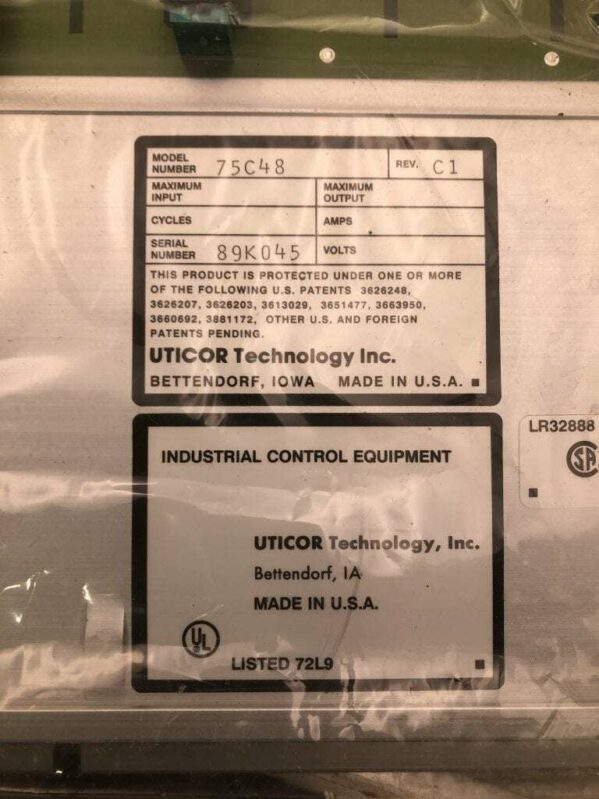 MODEL NUMBER 75C48 REV. C1
MAXIMUM INPUT MAXIMUM OUTPUT
CYCLES AMPS
SERIAL NUMBER 89K045 VOLTS
THIS PRODUCT IS PROTECTED UNDER ONE OR MORE
OF THE FOLLOWING U.S. PATENTS 3626248,
3626207, 3626203, 3613029, 3651477, 3663950,
3660692, 3881172, OTHER U.S. AND FOREIGN
PATENTS PENDING.
UTICOR Technology Inc.
BETTENDORF, IOWA MADE IN U.S.A.
LR32888
SA
INDUSTRIAL CONTROL EQUIPMENT
UTICOR Technology, Inc.
Bettendorf, IA
MADE IN U.S.A.
UL
®
LISTED 72L9